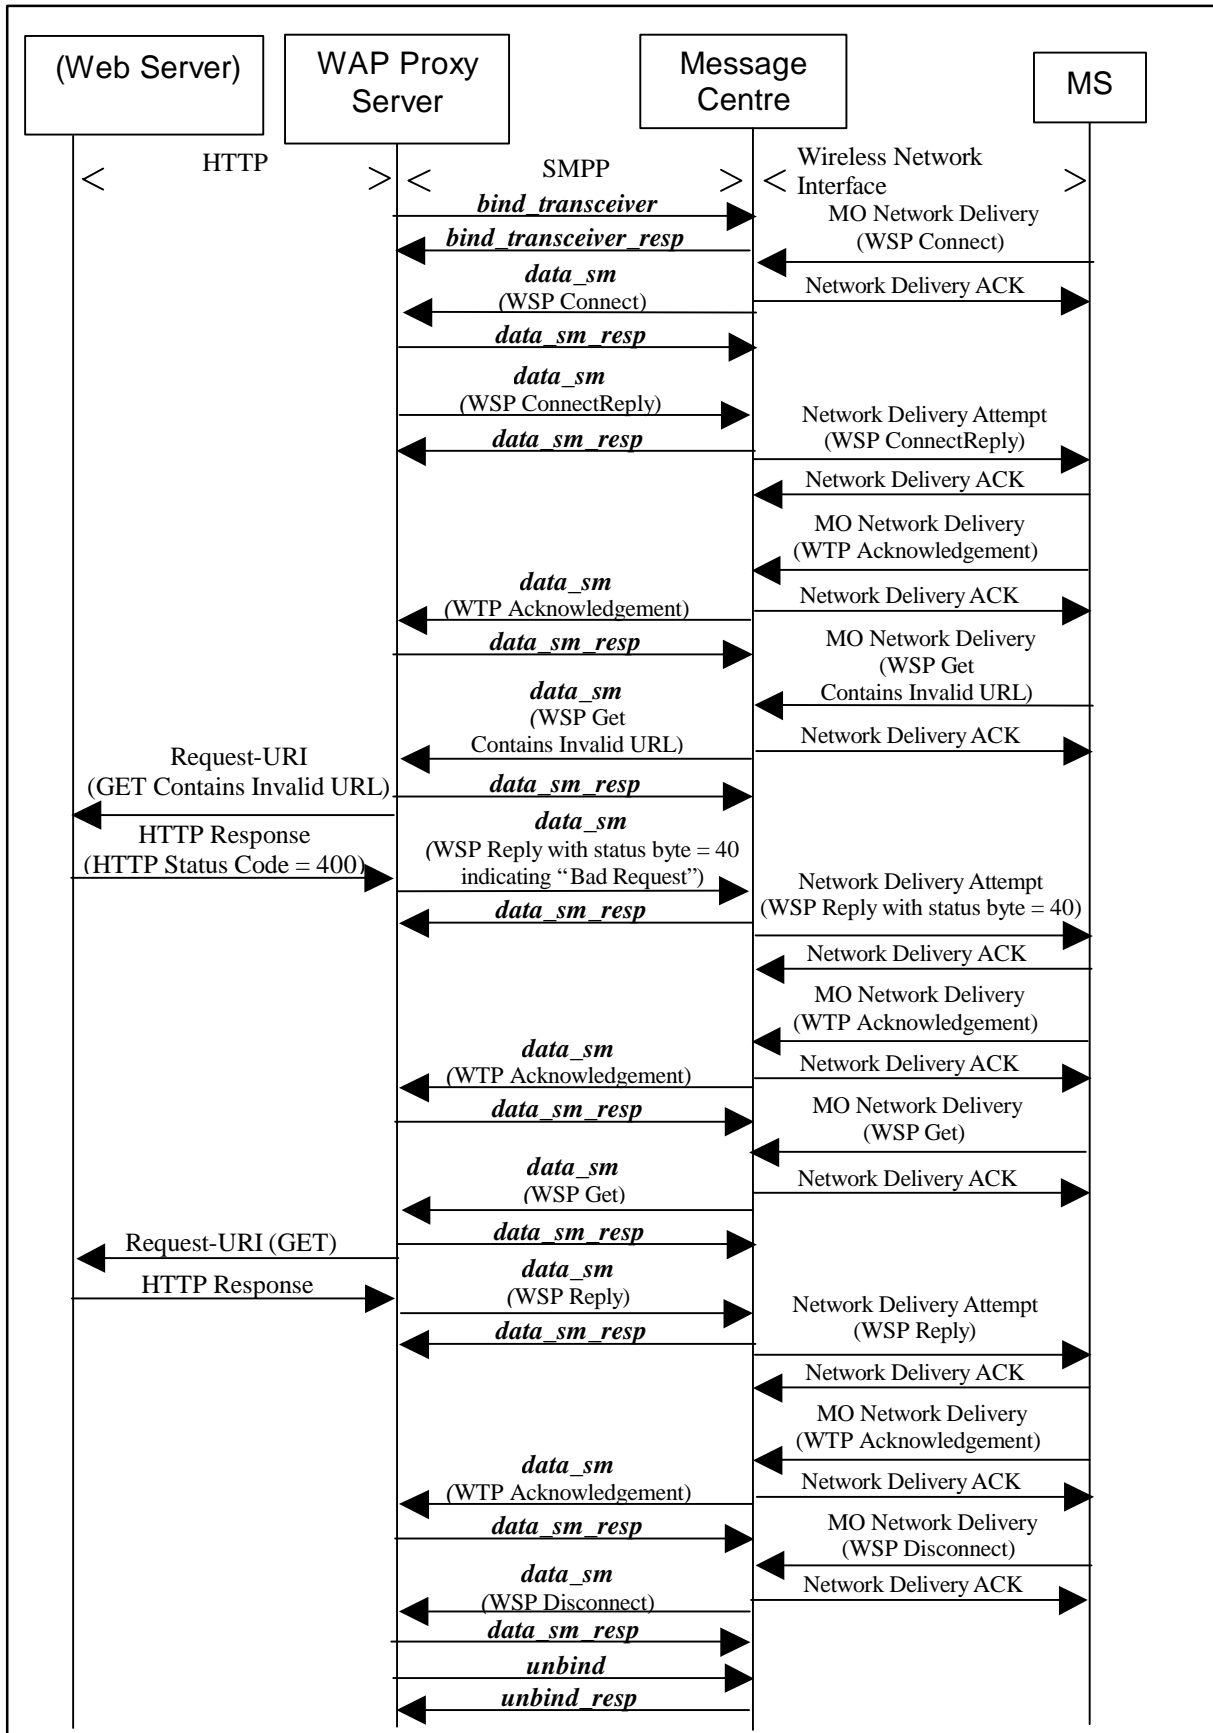 (Web Server)
WAP Proxy
Server
Message
Centre
MS
< HTTP >
< SMPP >
< Wireless Network
Interface >
bind_transceiver
MO Network Delivery
(WSP Connect)
bind_transceiver_resp
data_sm
(WSP Connect)
Network Delivery ACK
data_sm_resp
data_sm
(WSP ConnectReply)
Network Delivery Attempt
(WSP ConnectReply)
data_sm_resp
Network Delivery ACK
MO Network Delivery
(WTP Acknowledgement)
data_sm
(WTP Acknowledgement)
Network Delivery ACK
data_sm_resp
MO Network Delivery
(WSP Get
Contains Invalid URL)
data_sm
(WSP Get
Contains Invalid URL)
Network Delivery ACK
Request-URI
(GET Contains Invalid URL)
data_sm_resp
HTTP Response
(HTTP Status Code = 400)
data_sm
(WSP Reply with status byte = 40
indicating “Bad Request”)
Network Delivery Attempt
(WSP Reply with status byte = 40)
data_sm_resp
Network Delivery ACK
MO Network Delivery
(WTP Acknowledgement)
data_sm
(WTP Acknowledgement)
Network Delivery ACK
data_sm_resp
MO Network Delivery
(WSP Get)
data_sm
(WSP Get)
Network Delivery ACK
data_sm_resp
Request-URI (GET)
HTTP Response
data_sm
(WSP Reply)
Network Delivery Attempt
(WSP Reply)
data_sm_resp
Network Delivery ACK
MO Network Delivery
(WTP Acknowledgement)
data_sm
(WTP Acknowledgement)
Network Delivery ACK
data_sm_resp
MO Network Delivery
(WSP Disconnect)
data_sm
(WSP Disconnect)
Network Delivery ACK
data_sm_resp
unbind
unbind_resp